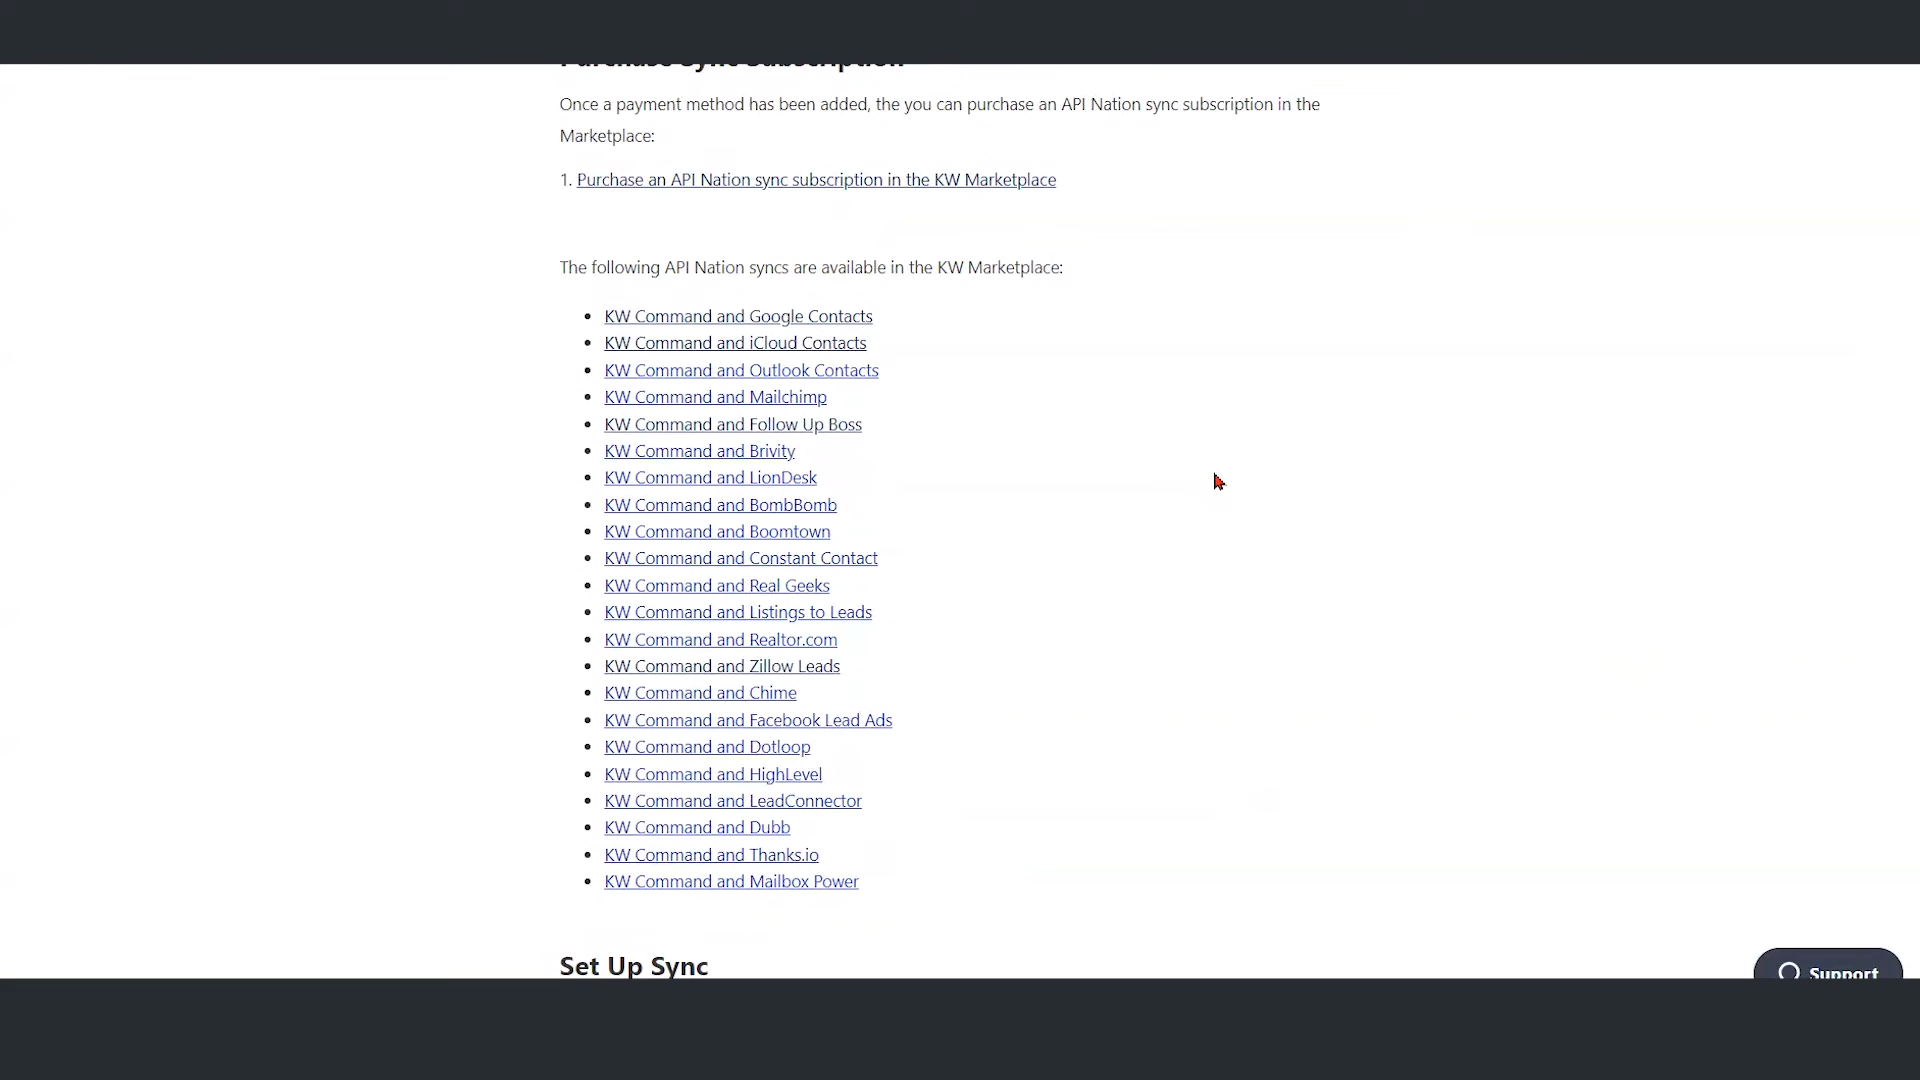 Purchase Sync Subscription
Once a payment method has been added, the you can purchase an API Nation sync subscription in the
Marketplace:
1. Purchase an API Nation sync subscription in the KW Marketplace
The following API Nation syncs are available in the KW Marketplace:
• KW Command and Google Contacts
• KW Command and iCloud Contacts
• KW Command and Outlook Contacts
• KW Command and Mailchimp
• KW Command and Follow Up Boss
• KW Command and Brivity
• KW Command and LionDesk
• KW Command and BombBomb
• KW Command and Boomtown
• KW Command and Constant Contact
• KW Command and Real Geeks
• KW Command and Listings to Leads
• KW Command and Realtor.com
• KW Command and Zillow Leads
• KW Command and Chime
• KW Command and Facebook Lead Ads
• KW Command and Dotloop
• KW Command and HighLevel
• KW Command and LeadConnector
• KW Command and Dubb
• KW Command and Thanks.io
• KW Command and Mailbox Power
Set Up Sync
Support